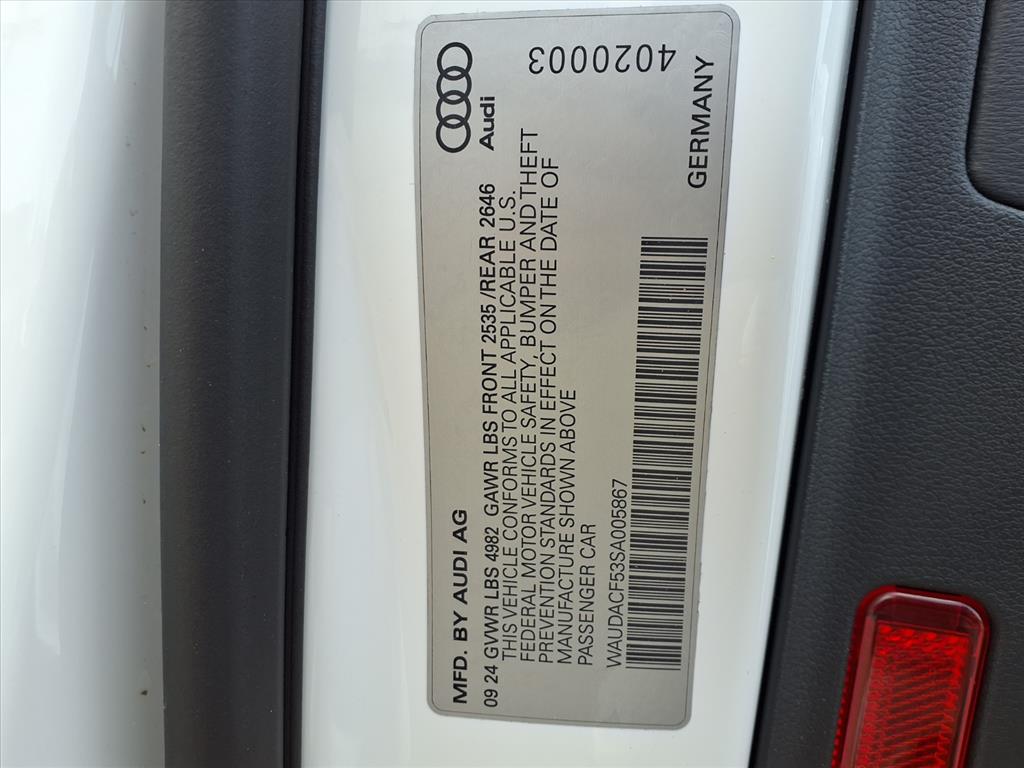 MFD. BY AUDI AG
09 24 GVWR LBS 4982 GAWR LBS FRONT 2535 /REAR 2646
THIS VEHICLE CONFORMS TO ALL APPLICABLE U.S.
FEDERAL MOTOR VEHICLE SAFETY, BUMPER AND THEFT
PREVENTION STANDARDS IN EFFECT ON THE DATE OF
MANUFACTURE SHOWN ABOVE
PASSENGER CAR
WAUDACF53SA005867
Audi
4020003
GERMANY